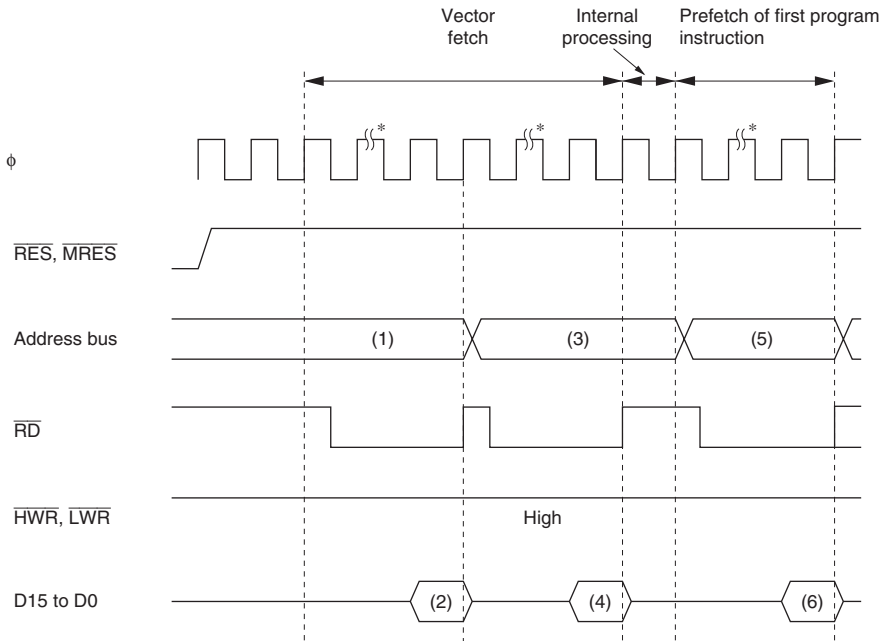 Vector
fetch
Internal
processing
Prefetch of first program
instruction
* * *
ϕ
RES, MRES
Address bus
(1) (3) (5)
RD
HWR, LWR
High
D15 to D0
(2) (4) (6)